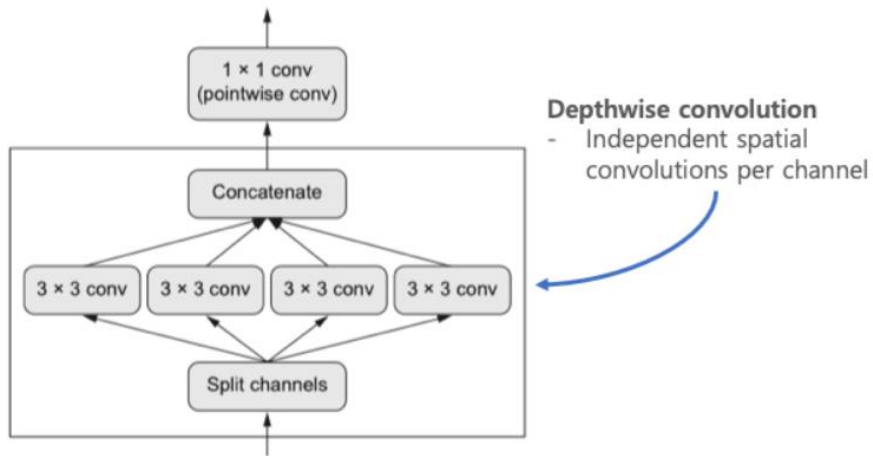 1 × 1 conv
(pointwise conv)
Depthwise convolution
- Independent spatial
convolutions per channel
Concatenate
3 × 3 conv
3 × 3 conv
3 × 3 conv
3 × 3 conv
Split channels